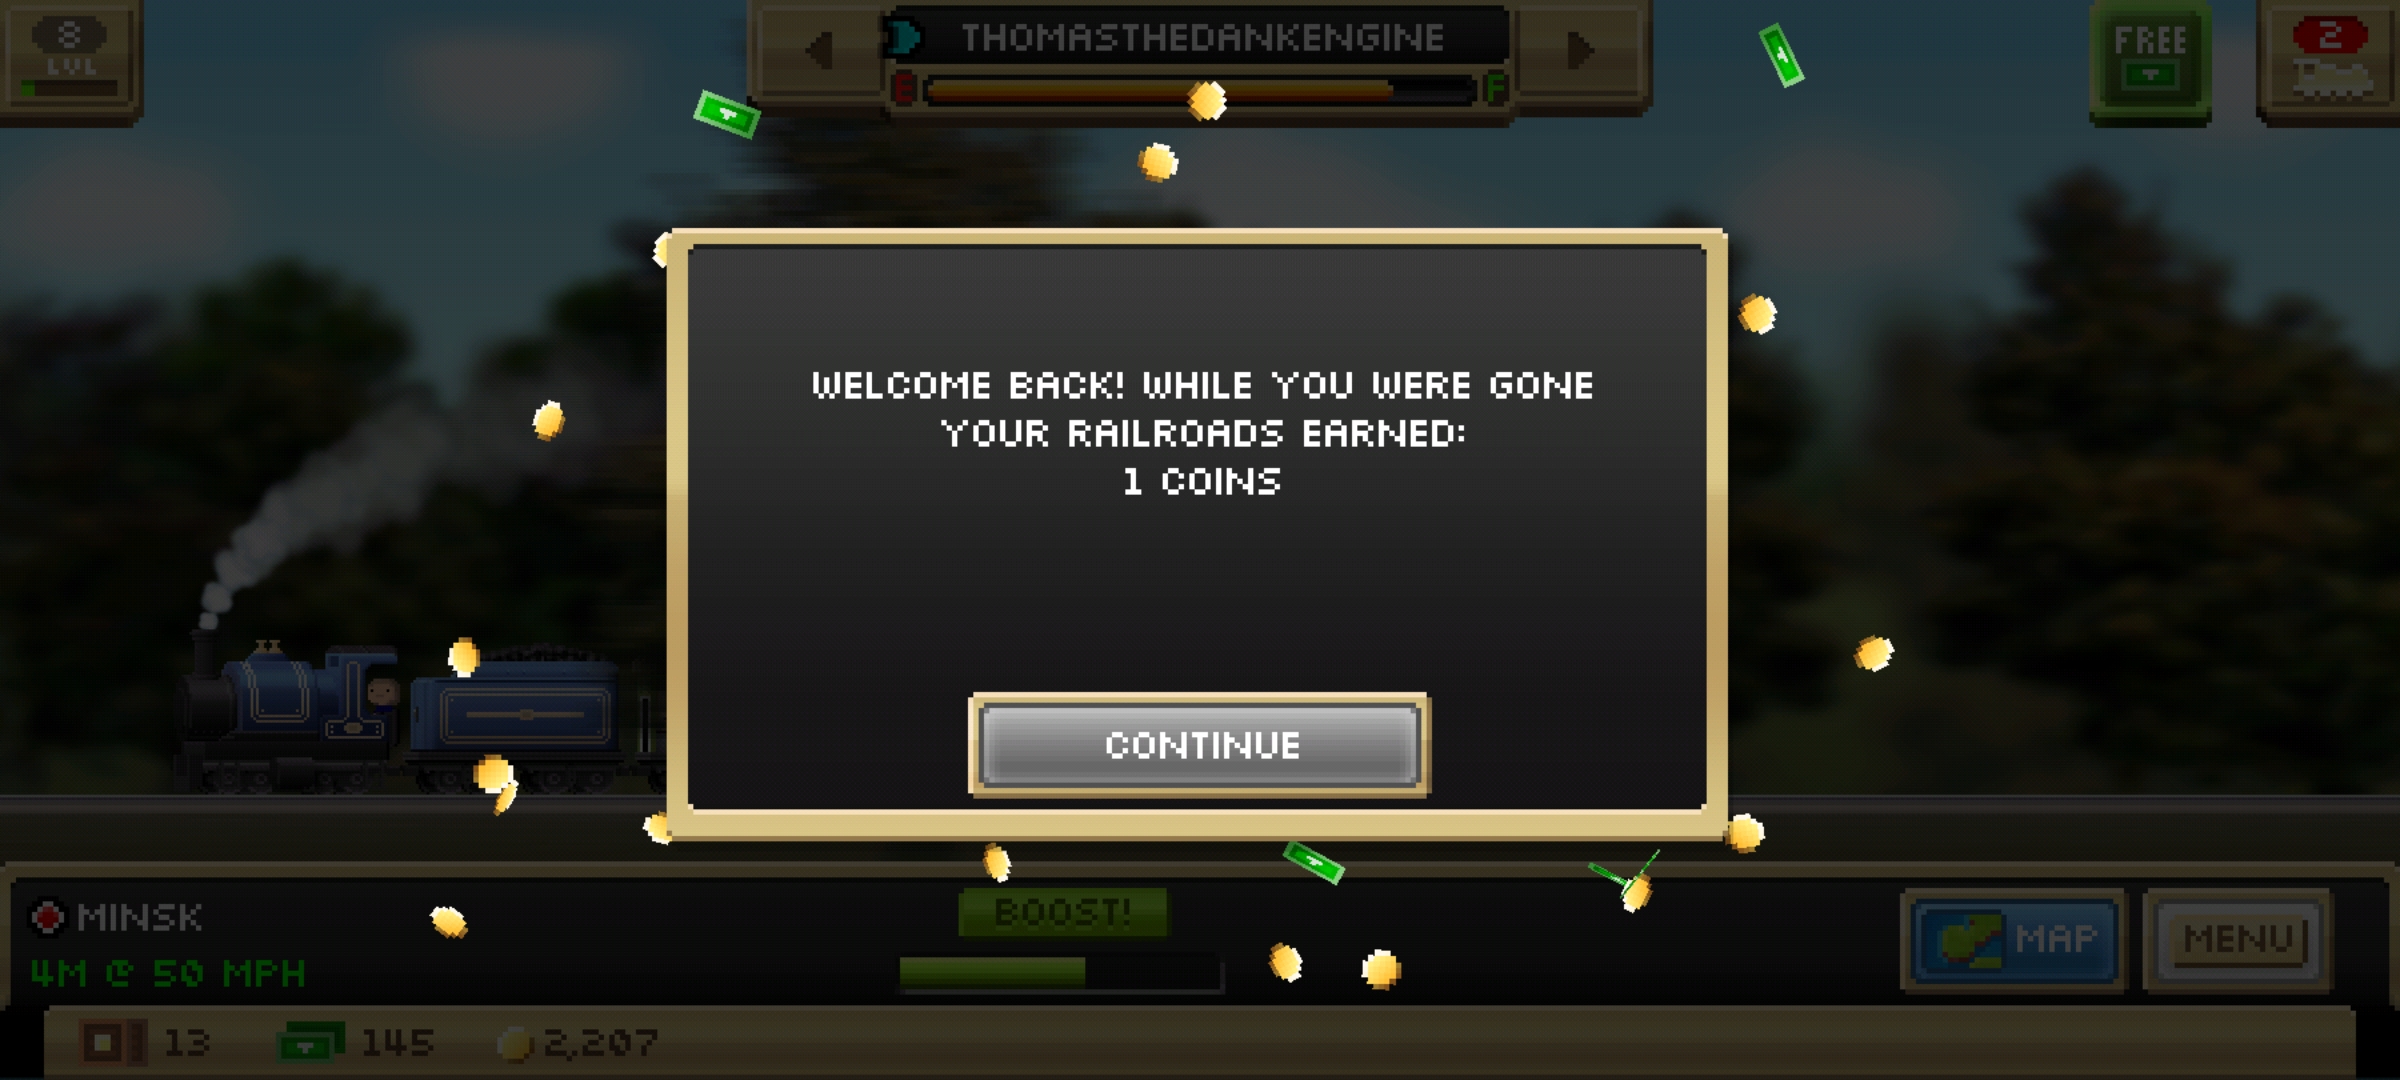 8
LVL
THOMASTHEDANKENGINE
E
F
FREE
2
WELCOME BACK! WHILE YOU WERE GONE
YOUR RAILROADS EARNED:
1 COINS
CONTINUE
MINSK
4M @ 50 MPH
BOOST!
MAP
MENU
13
145
2,207